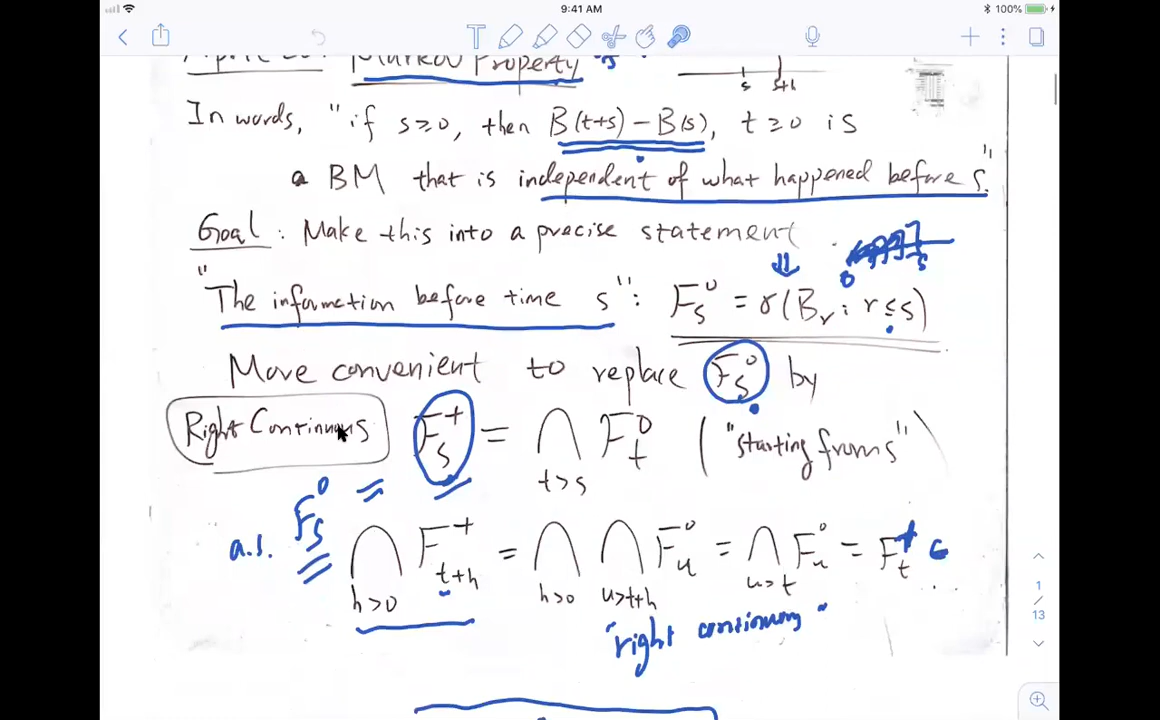 9:41 AM
100%
Markov Property
s s+h
In words, "if s≥0, then B(t+s) − B(s), t≥0 is
a BM that is independent of what happened before s."
Goal: Make this into a precise statement
0 s
"The information before time s": F_s^0 = σ(B_r : r ≤ s)
More convenient to replace F_s^0 by
Right Continuous F_s^+ = ∩_{t>s} F_t^0 ("starting from s")
F_s^0
a.s. ∩_{h>0} F_{t+h}^+ = ∩_{h>0} ∩_{u>t+h} F_u^0 = ∩_{u>t} F_u^0 = F_t^+
"right continuous"
1
/
13